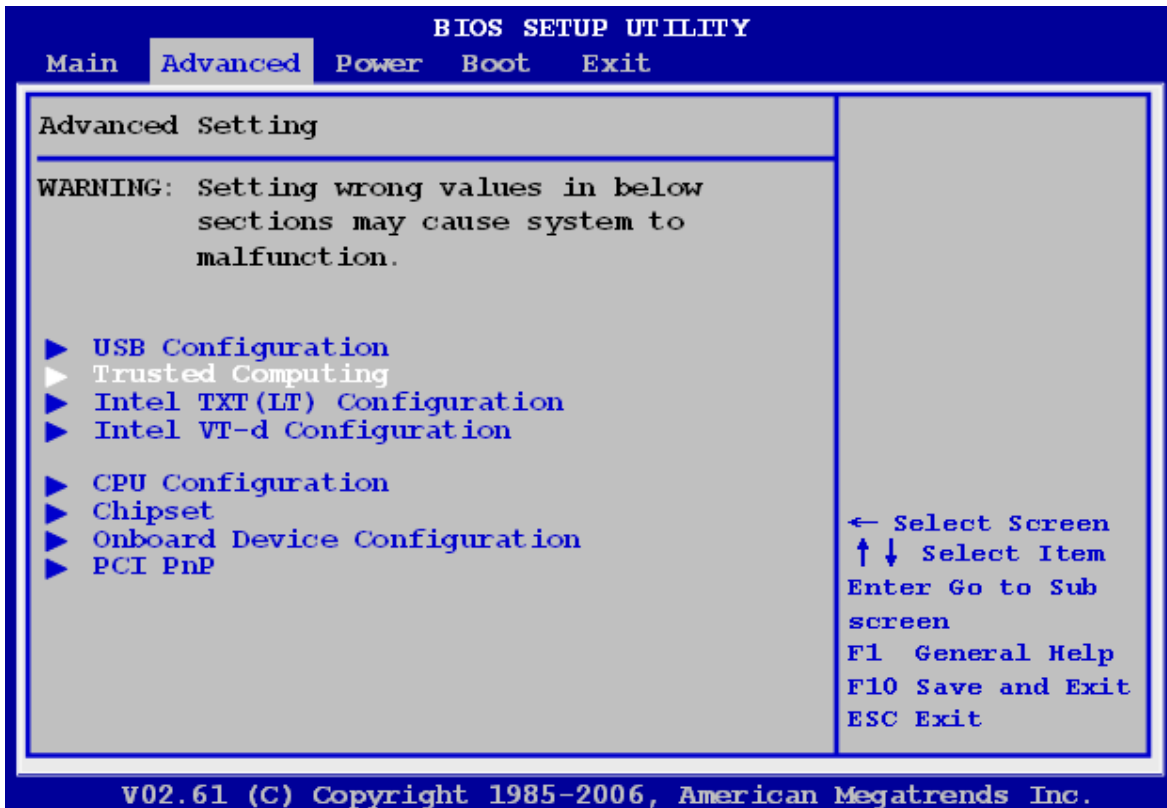 BIOS SETUP UTILITY
Main Advanced Power Boot Exit
Advanced Setting
WARNING: Setting wrong values in below
sections may cause system to
malfunction.
▶ USB Configuration
▶ Trusted Computing
▶ Intel TXT(LT) Configuration
▶ Intel VT-d Configuration
▶ CPU Configuration
▶ Chipset
▶ Onboard Device Configuration
▶ PCI PnP
← Select Screen
↑↓ Select Item
Enter Go to Sub
screen
F1 General Help
F10 Save and Exit
ESC Exit
V02.61 (C) Copyright 1985-2006, American Megatrends Inc.